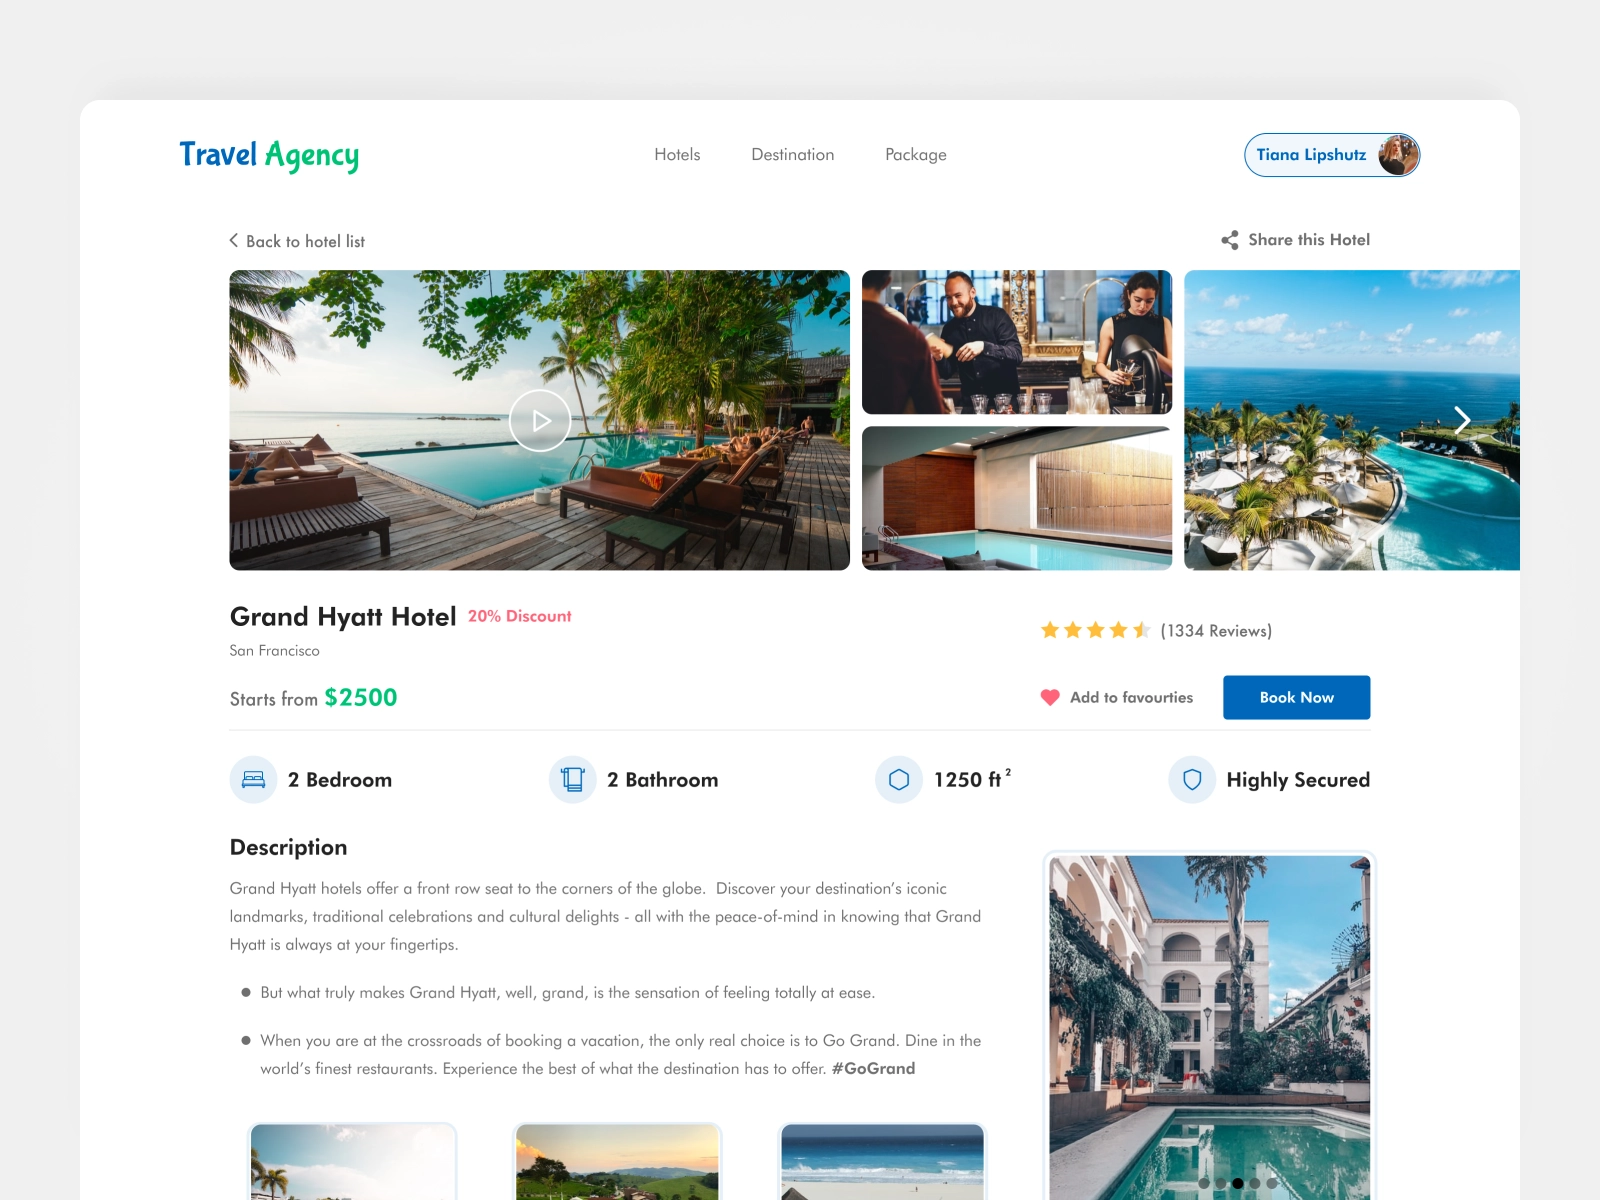 Travel Agency
Hotels
Destination
Package
Tiana Lipshutz
Back to hotel list
Share this Hotel
Grand Hyatt Hotel 20% Discount
San Francisco
(1334 Reviews)
Starts from $2500
Add to favourties
Book Now
2 Bedroom
2 Bathroom
1250 ft²
Highly Secured
Description
Grand Hyatt hotels offer a front row seat to the corners of the globe. Discover your destination's iconic
landmarks, traditional celebrations and cultural delights - all with the peace-of-mind in knowing that Grand
Hyatt is always at your fingertips.
But what truly makes Grand Hyatt, well, grand, is the sensation of feeling totally at ease.
When you are at the crossroads of booking a vacation, the only real choice is to Go Grand. Dine in the
world's finest restaurants. Experience the best of what the destination has to offer. #GoGrand